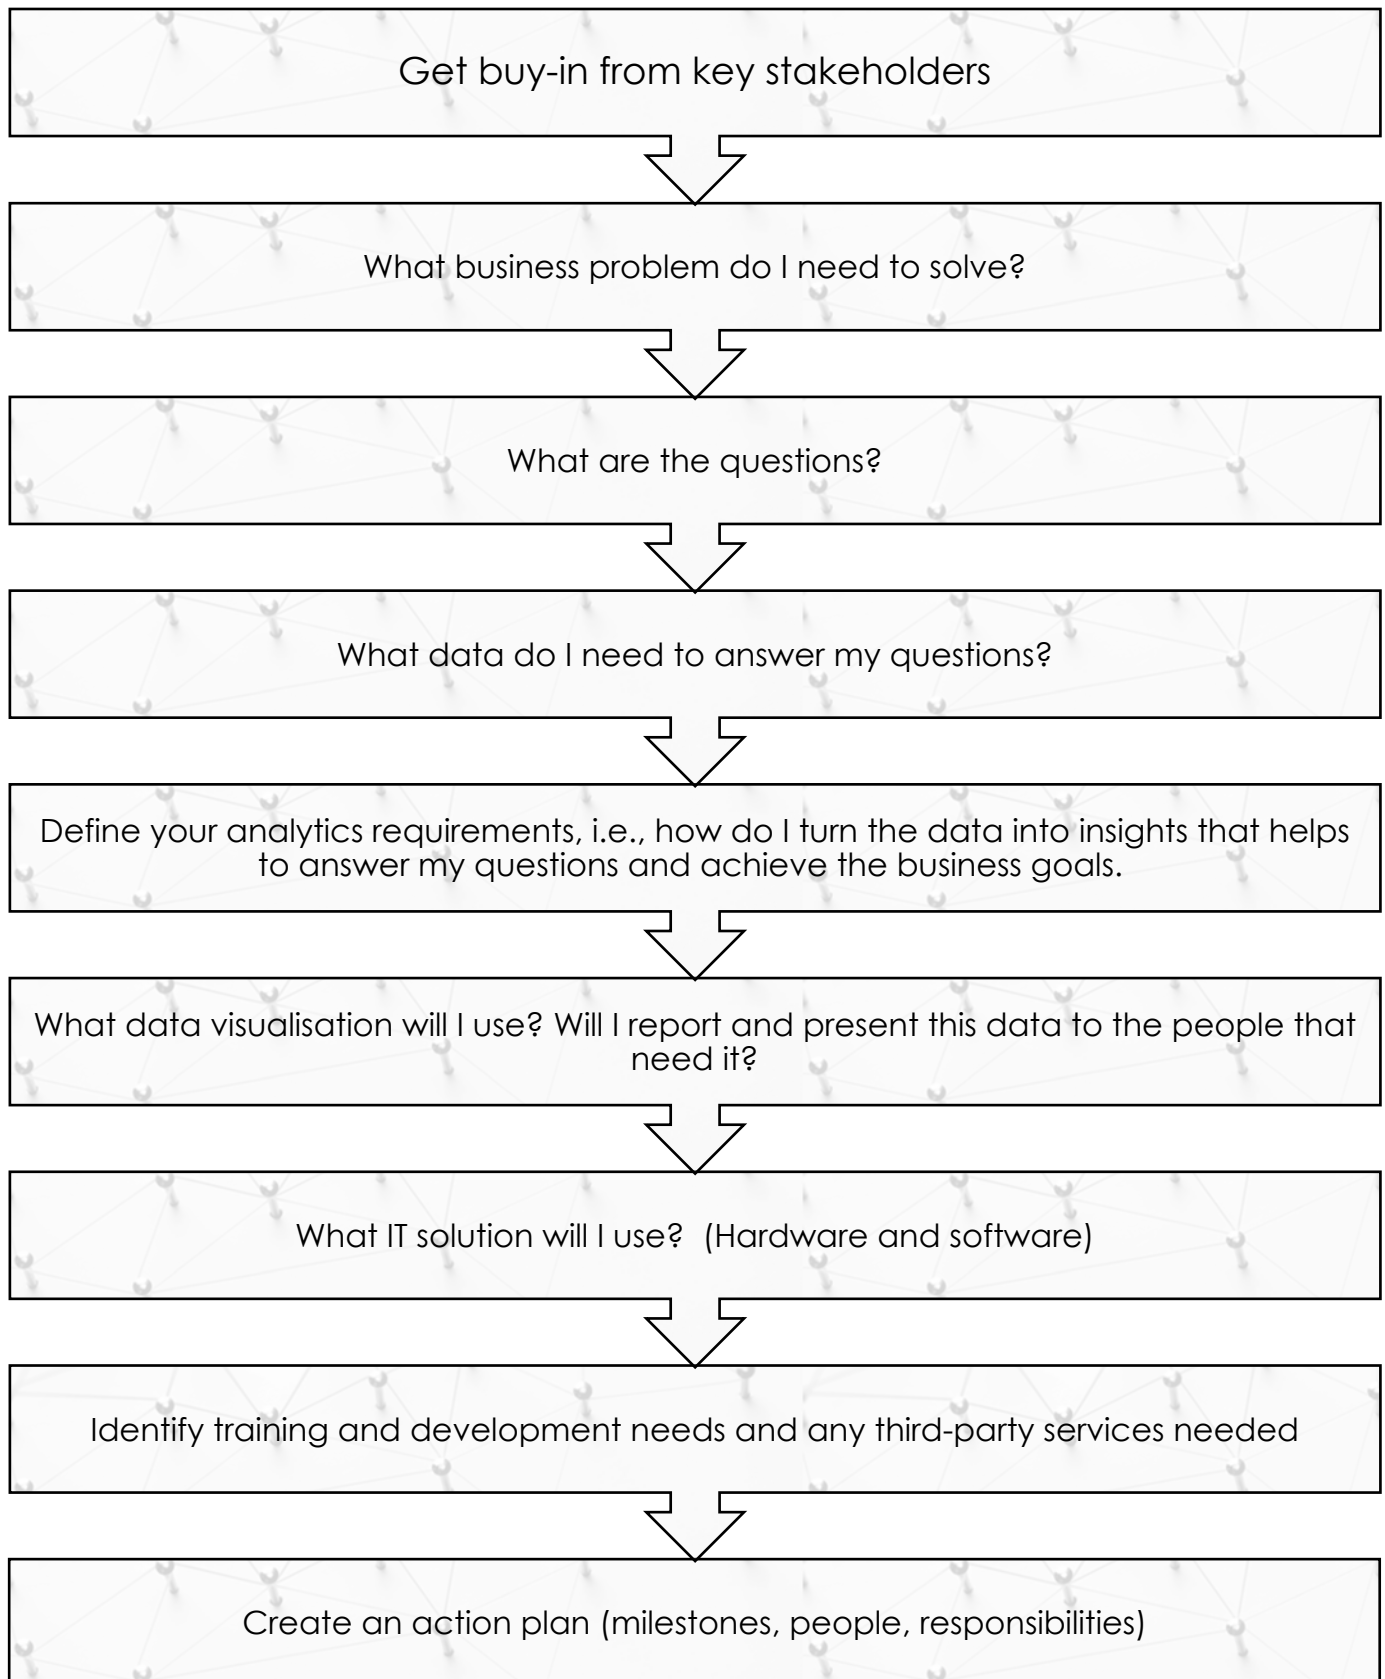 Get buy-in from key stakeholders
What business problem do I need to solve?
What are the questions?
What data do I need to answer my questions?
Define your analytics requirements, i.e., how do I turn the data into insights that helps
to answer my questions and achieve the business goals.
What data visualisation will I use? Will I report and present this data to the people that
need it?
What IT solution will I use?  (Hardware and software)
Identify training and development needs and any third-party services needed
Create an action plan (milestones, people, responsibilities)